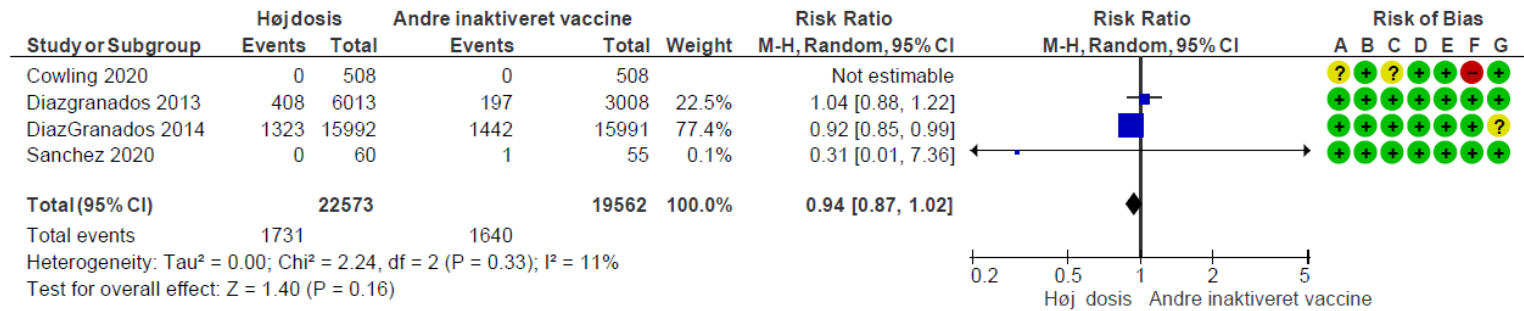 Høj dosis Andre inaktiveret vaccine Risk Ratio Risk Ratio Risk of Bias
Study or Subgroup Events Total Events Total Weight M-H, Random, 95% CI M-H, Random, 95% CI A B C D E F G
Cowling 2020 0 508 0 508 Not estimable ? + ? + + − +
Diazgranados 2013 408 6013 197 3008 22.5% 1.04 [0.88, 1.22] + + + + + + +
DiazGranados 2014 1323 15992 1442 15991 77.4% 0.92 [0.85, 0.99] + + + + + + ?
Sanchez 2020 0 60 1 55 0.1% 0.31 [0.01, 7.36] + + + + + + +
Total (95% CI) 22573 19562 100.0% 0.94 [0.87, 1.02]
Total events 1731 1640
Heterogeneity: Tau² = 0.00; Chi² = 2.24, df = 2 (P = 0.33); I² = 11%
Test for overall effect: Z = 1.40 (P = 0.16)
0.2 0.5 1 2 5
Høj dosis Andre inaktiveret vaccine